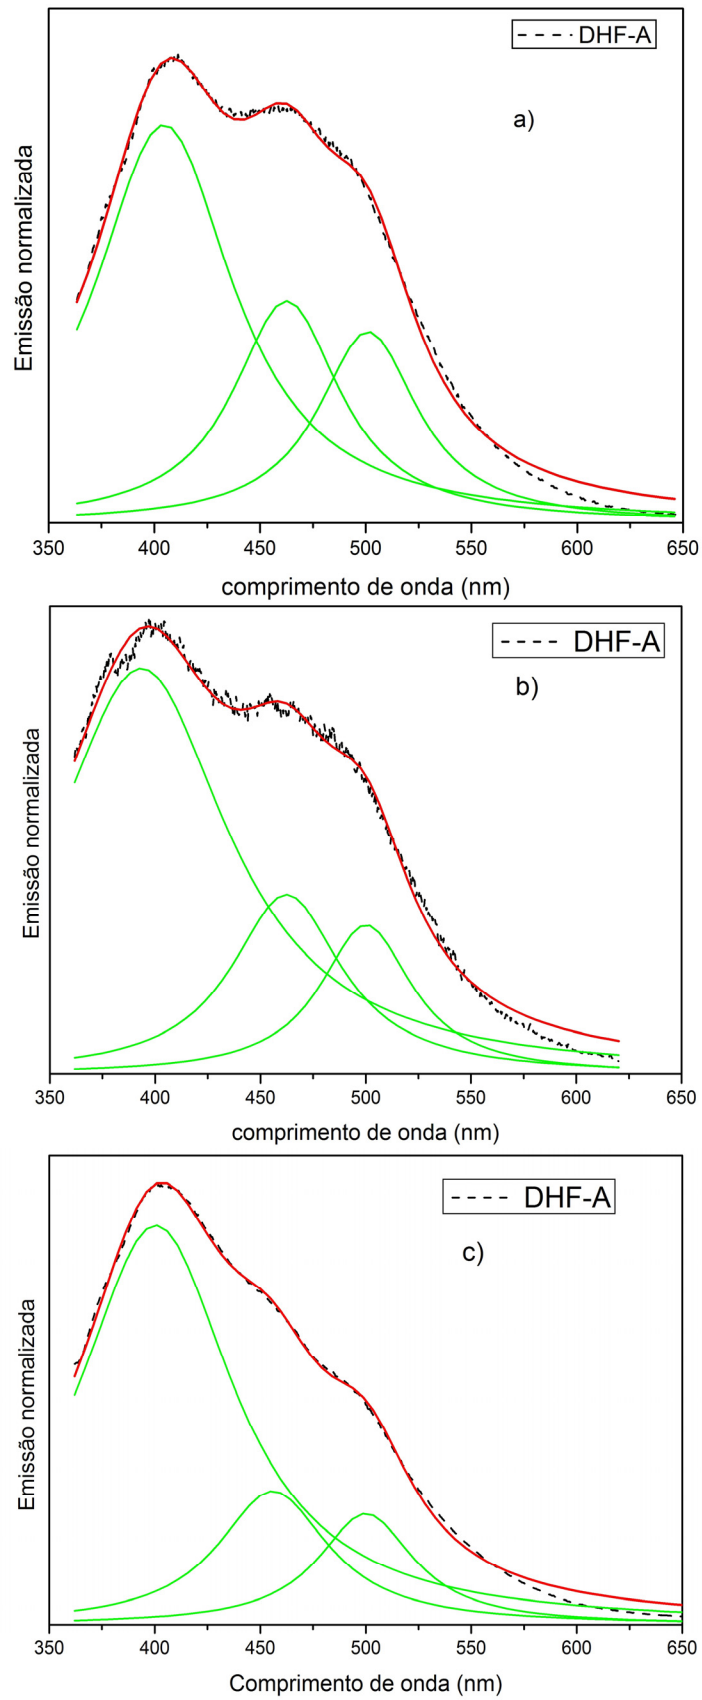 DHF-A
a)
Emissão normalizada
350 400 450 500 550 600 650
comprimento de onda (nm)
DHF-A
b)
Emissão normalizada
350 400 450 500 550 600 650
comprimento de onda (nm)
DHF-A
c)
Emissão normalizada
350 400 450 500 550 600 650
Comprimento de onda (nm)